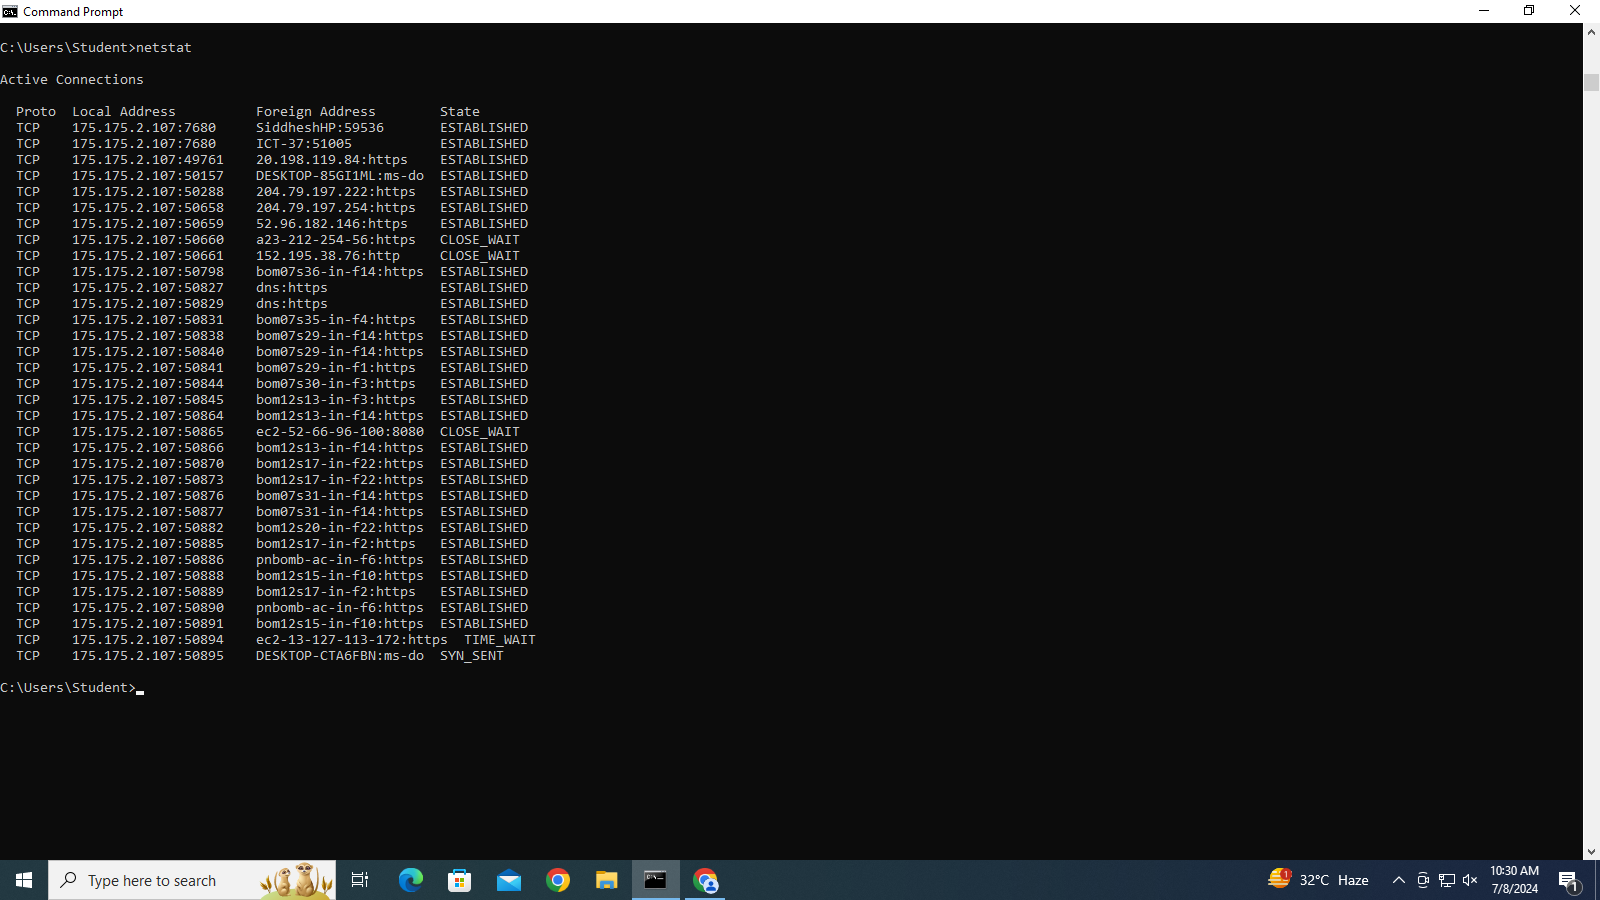 Command Prompt
C:\Users\Student>netstat
Active Connections
Proto  Local Address          Foreign Address        State
TCP    175.175.2.107:7680     SiddheshHP:59536       ESTABLISHED
TCP    175.175.2.107:7680     ICT-37:51005           ESTABLISHED
TCP    175.175.2.107:49761    20.198.119.84:https    ESTABLISHED
TCP    175.175.2.107:50157    DESKTOP-85GI1ML:ms-do  ESTABLISHED
TCP    175.175.2.107:50288    204.79.197.222:https   ESTABLISHED
TCP    175.175.2.107:50658    204.79.197.254:https   ESTABLISHED
TCP    175.175.2.107:50659    52.96.182.146:https    ESTABLISHED
TCP    175.175.2.107:50660    a23-212-254-56:https   CLOSE_WAIT
TCP    175.175.2.107:50661    152.195.38.76:http     CLOSE_WAIT
TCP    175.175.2.107:50798    bom07s36-in-f14:https  ESTABLISHED
TCP    175.175.2.107:50827    dns:https              ESTABLISHED
TCP    175.175.2.107:50829    dns:https              ESTABLISHED
TCP    175.175.2.107:50831    bom07s35-in-f4:https   ESTABLISHED
TCP    175.175.2.107:50838    bom07s29-in-f14:https  ESTABLISHED
TCP    175.175.2.107:50840    bom07s29-in-f14:https  ESTABLISHED
TCP    175.175.2.107:50841    bom07s29-in-f1:https   ESTABLISHED
TCP    175.175.2.107:50844    bom07s30-in-f3:https   ESTABLISHED
TCP    175.175.2.107:50845    bom12s13-in-f3:https   ESTABLISHED
TCP    175.175.2.107:50864    bom12s13-in-f14:https  ESTABLISHED
TCP    175.175.2.107:50865    ec2-52-66-96-100:8080  CLOSE_WAIT
TCP    175.175.2.107:50866    bom12s13-in-f14:https  ESTABLISHED
TCP    175.175.2.107:50870    bom12s17-in-f22:https  ESTABLISHED
TCP    175.175.2.107:50873    bom12s17-in-f22:https  ESTABLISHED
TCP    175.175.2.107:50876    bom07s31-in-f14:https  ESTABLISHED
TCP    175.175.2.107:50877    bom07s31-in-f14:https  ESTABLISHED
TCP    175.175.2.107:50882    bom12s20-in-f22:https  ESTABLISHED
TCP    175.175.2.107:50885    bom12s17-in-f2:https   ESTABLISHED
TCP    175.175.2.107:50886    pnbomb-ac-in-f6:https  ESTABLISHED
TCP    175.175.2.107:50888    bom12s15-in-f10:https  ESTABLISHED
TCP    175.175.2.107:50889    bom12s17-in-f2:https   ESTABLISHED
TCP    175.175.2.107:50890    pnbomb-ac-in-f6:https  ESTABLISHED
TCP    175.175.2.107:50891    bom12s15-in-f10:https  ESTABLISHED
TCP    175.175.2.107:50894    ec2-13-127-113-172:https  TIME_WAIT
TCP    175.175.2.107:50895    DESKTOP-CTA6FBN:ms-do  SYN_SENT
C:\Users\Student>
Type here to search
1
32°C Haze
10:30 AM
7/8/2024
1